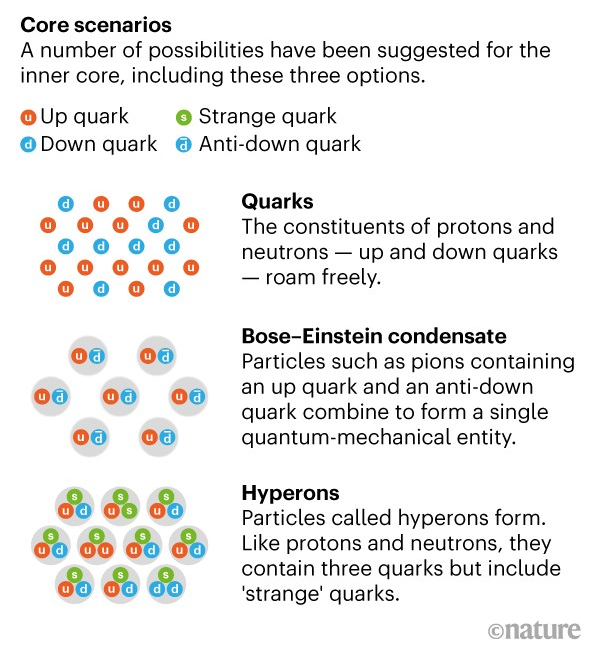 Core scenarios
A number of possibilities have been suggested for the
inner core, including these three options.
u Up quark s Strange quark
d Down quark d̅ Anti-down quark
Quarks
The constituents of protons and
neutrons — up and down quarks
— roam freely.
d u u d
u u u d u
d d d d
u u u u u
u d u d
Bose–Einstein condensate
Particles such as pions containing
an up quark and an anti-down
quark combine to form a single
quantum-mechanical entity.
u d̅ u d̅
u d̅ u d̅ u d̅
u d̅ u d̅
Hyperons
Particles called hyperons form.
Like protons and neutrons, they
contain three quarks but include
'strange' quarks.
s s s
u d u s u d
s s s s
u d u u u d u d
s s s
u d u d d d
©nature